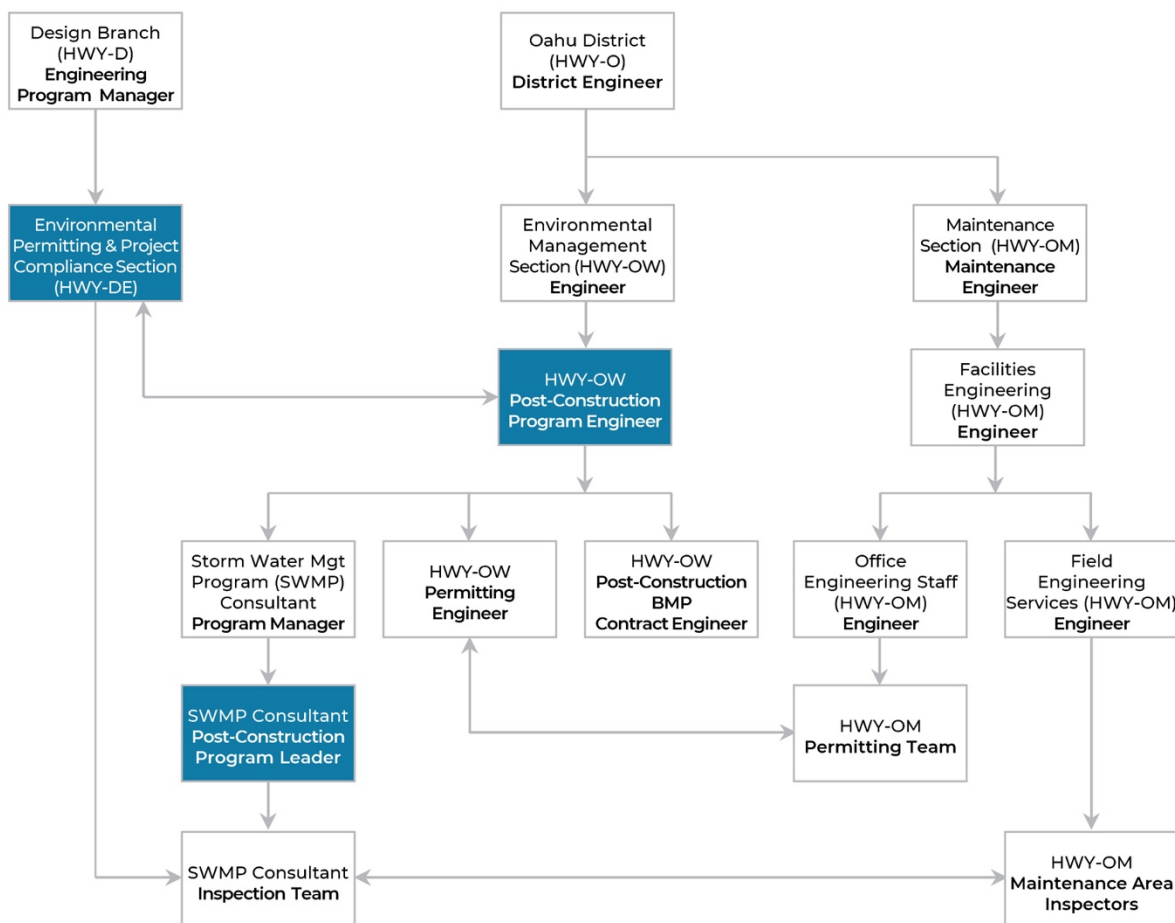 Design Branch
(HWY-D)
Engineering
Program Manager
Oahu District
(HWY-O)
District Engineer
Environmental
Permitting & Project
Compliance Section
(HWY-DE)
Environmental
Management
Section (HWY-OW)
Engineer
Maintenance
Section (HWY-OM)
Maintenance
Engineer
HWY-OW
Post-Construction
Program Engineer
Facilities
Engineering
(HWY-OM)
Engineer
Storm Water Mgt
Program (SWMP)
Consultant
Program Manager
HWY-OW
Permitting
Engineer
HWY-OW
Post-Construction
BMP
Contract Engineer
Office
Engineering Staff
(HWY-OM)
Engineer
Field
Engineering
Services (HWY-OM)
Engineer
SWMP Consultant
Post-Construction
Program Leader
HWY-OM
Permitting Team
SWMP Consultant
Inspection Team
HWY-OM
Maintenance Area
Inspectors